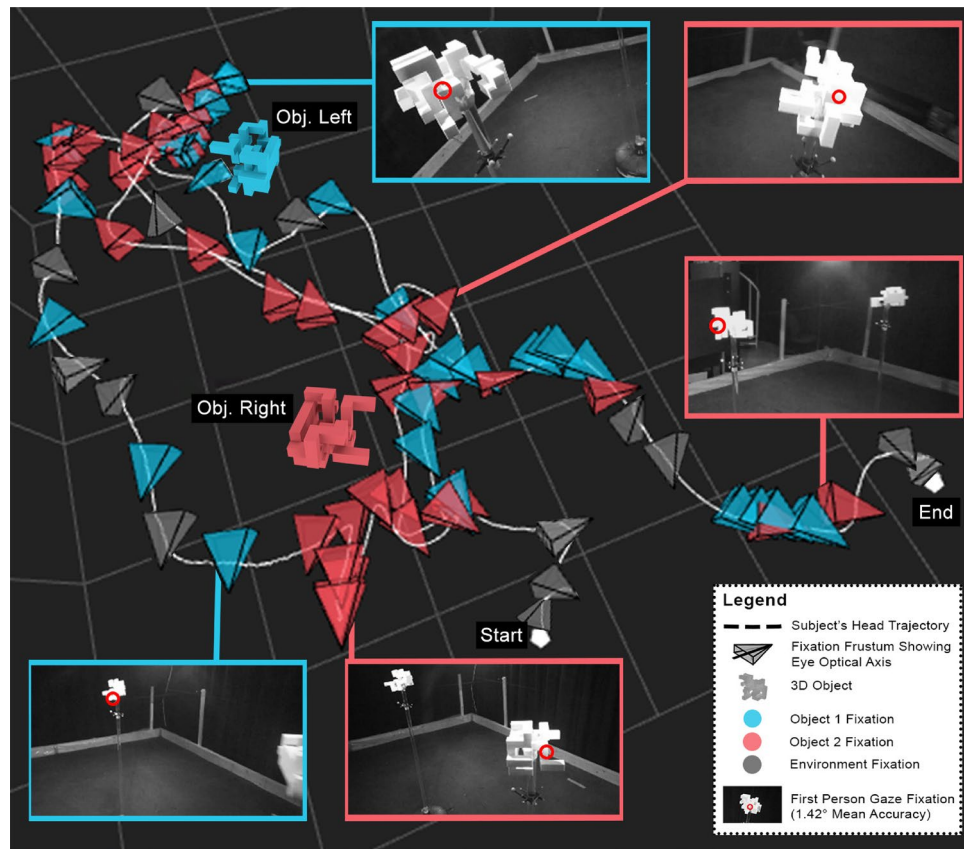 Obj. Left
Obj. Right
End
Start
Legend
Subject's Head Trajectory
Fixation Frustum Showing
Eye Optical Axis
3D Object
Object 1 Fixation
Object 2 Fixation
Environment Fixation
First Person Gaze Fixation
(1.42° Mean Accuracy)